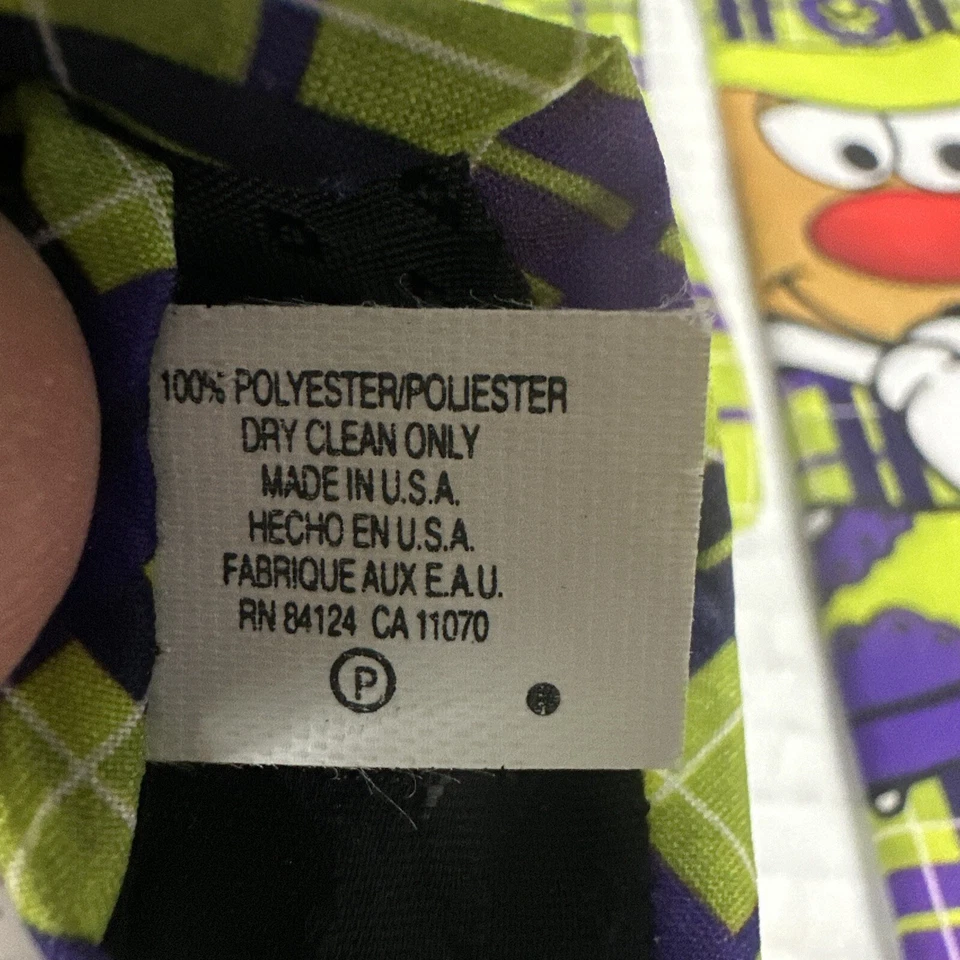 100% POLYESTER/POLIESTER
DRY CLEAN ONLY
MADE IN U.S.A.
HECHO EN U.S.A.
FABRIQUE AUX E.A.U.
RN 84124 CA 11070
P